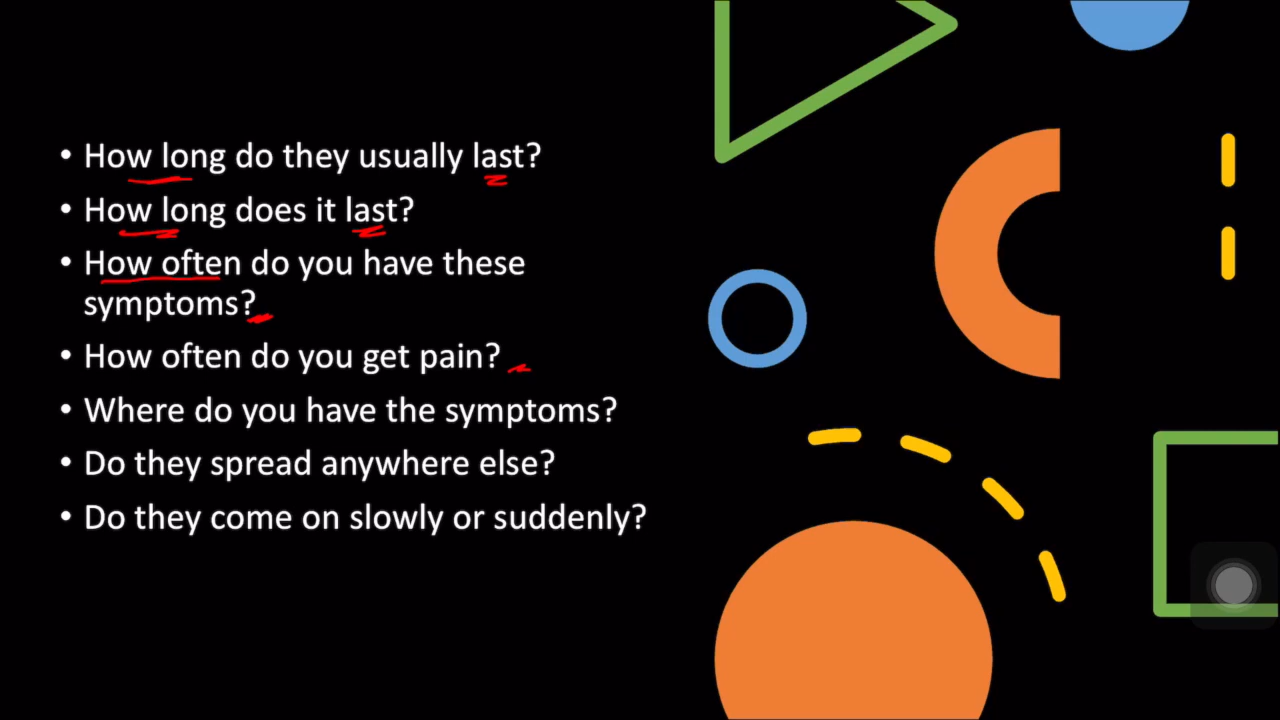 • How long do they usually last?
• How long does it last?
• How often do you have these
symptoms?
• How often do you get pain?
• Where do you have the symptoms?
• Do they spread anywhere else?
• Do they come on slowly or suddenly?